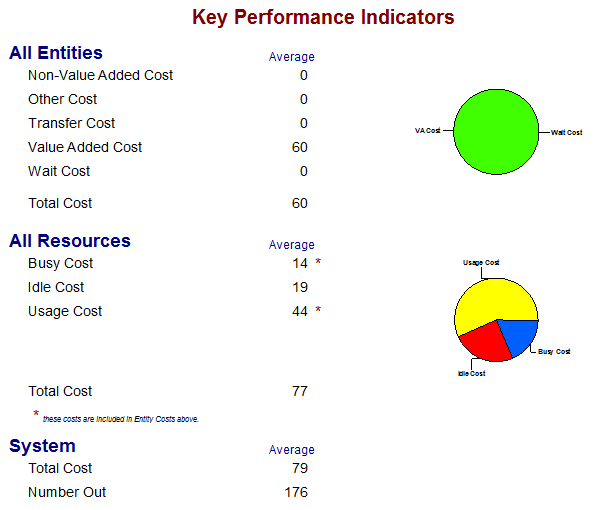 Key Performance Indicators
All Entities Average
Non-Value Added Cost 0
Other Cost 0
Transfer Cost 0
Value Added Cost 60
Wait Cost 0
Total Cost 60
VA Cost Wait Cost
All Resources Average
Busy Cost 14 *
Idle Cost 19
Usage Cost 44 *
Total Cost 77
* these costs are included in Entity Costs above.
Usage Cost
Busy Cost
Idle Cost
System Average
Total Cost 79
Number Out 176